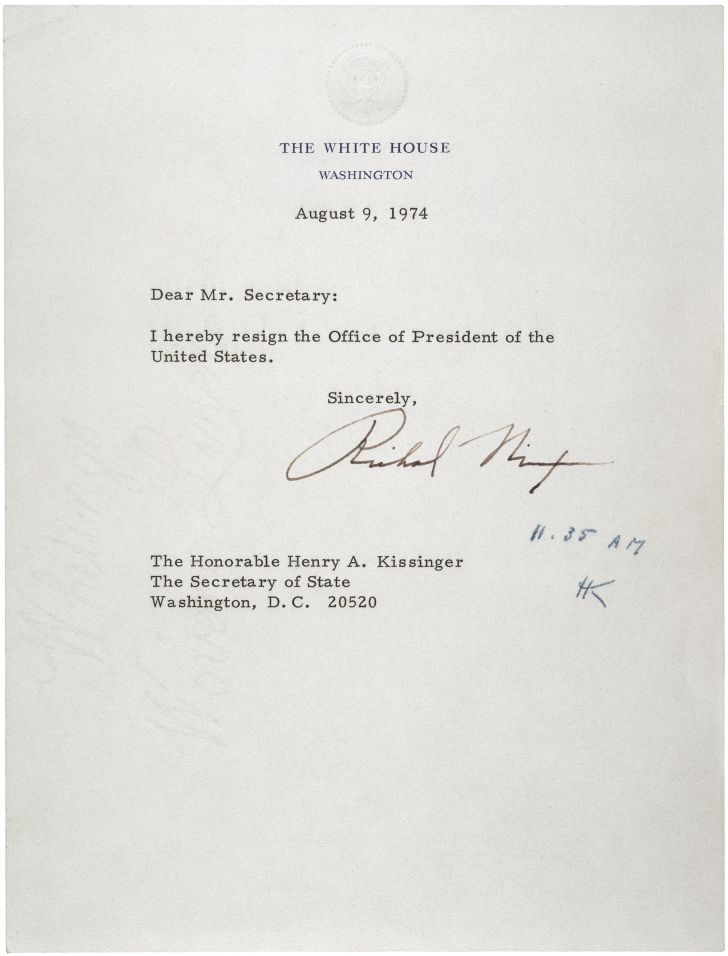 THE WHITE HOUSE
WASHINGTON
August 9, 1974
Dear Mr. Secretary:
I hereby resign the Office of President of the
United States.
Sincerely,
Richard Nixon
11.35 AM
HK
The Honorable Henry A. Kissinger
The Secretary of State
Washington, D.C. 20520